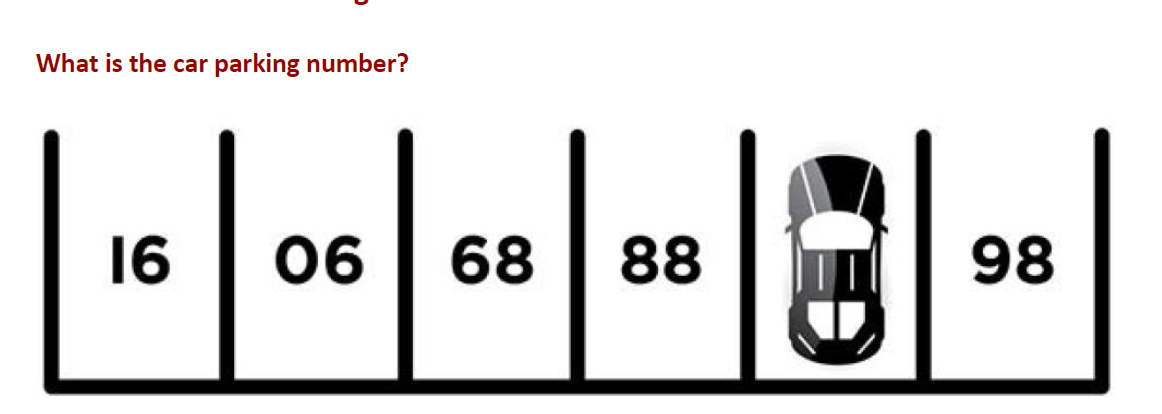 What is the car parking number?
16 06 68 88 98